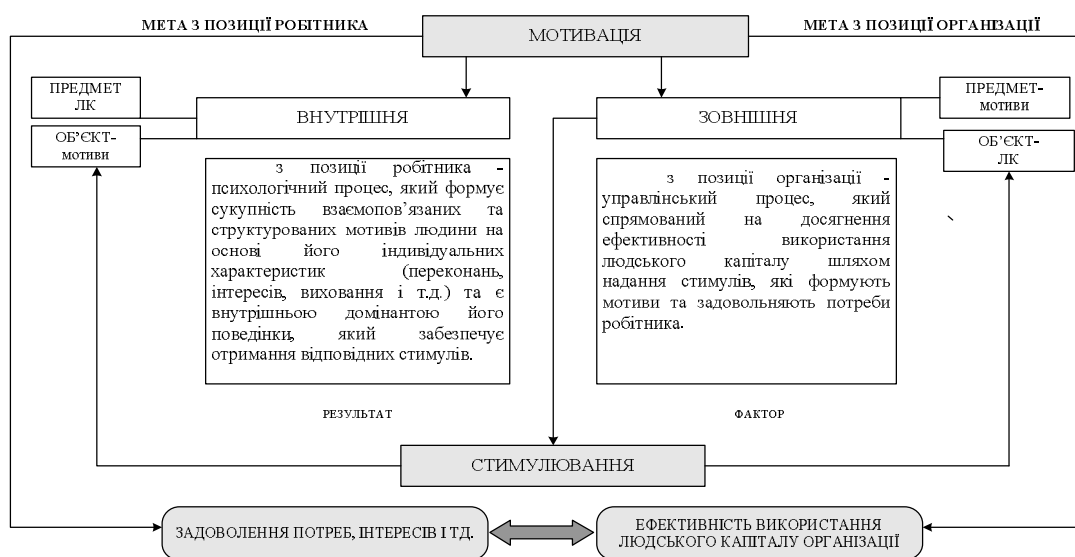 МЕТА З ПОЗИЦІЇ РОБІТНИКА
МЕТА З ПОЗИЦІЇ ОРГАНІЗАЦІЇ
МОТИВАЦІЯ
ПРЕДМЕТ
ЛК
ОБ’ЄКТ-
мотиви
ВНУТРІШНЯ
ЗОВНІШНЯ
ПРЕДМЕТ-
мотиви
ОБ’ЄКТ-
ЛК
з позиції робітника -
психологічний процес, який формує
сукупність взаємопов’язаних та
структурованих мотивів людини на
основі його індивідуальних
характеристик (переконань,
інтересів, виховання і т.д.) та є
внутрішньою домінантою його
поведінки, який забезпечує
отримання відповідних стимулів.
з позиції організації -
управлінський процес, який
спрямований на досягнення
ефективності використання
людського капіталу шляхом
надання стимулів, які формують
мотиви та задовольняють потреби
робітника.
РЕЗУЛЬТАТ
ФАКТОР
СТИМУЛЮВАННЯ
ЗАДОВОЛЕННЯ ПОТРЕБ, ІНТЕРЕСІВ І Т.Д.
ЕФЕКТИВНІСТЬ ВИКОРИСТАННЯ
ЛЮДСЬКОГО КАПІТАЛУ ОРГАНІЗАЦІЇ